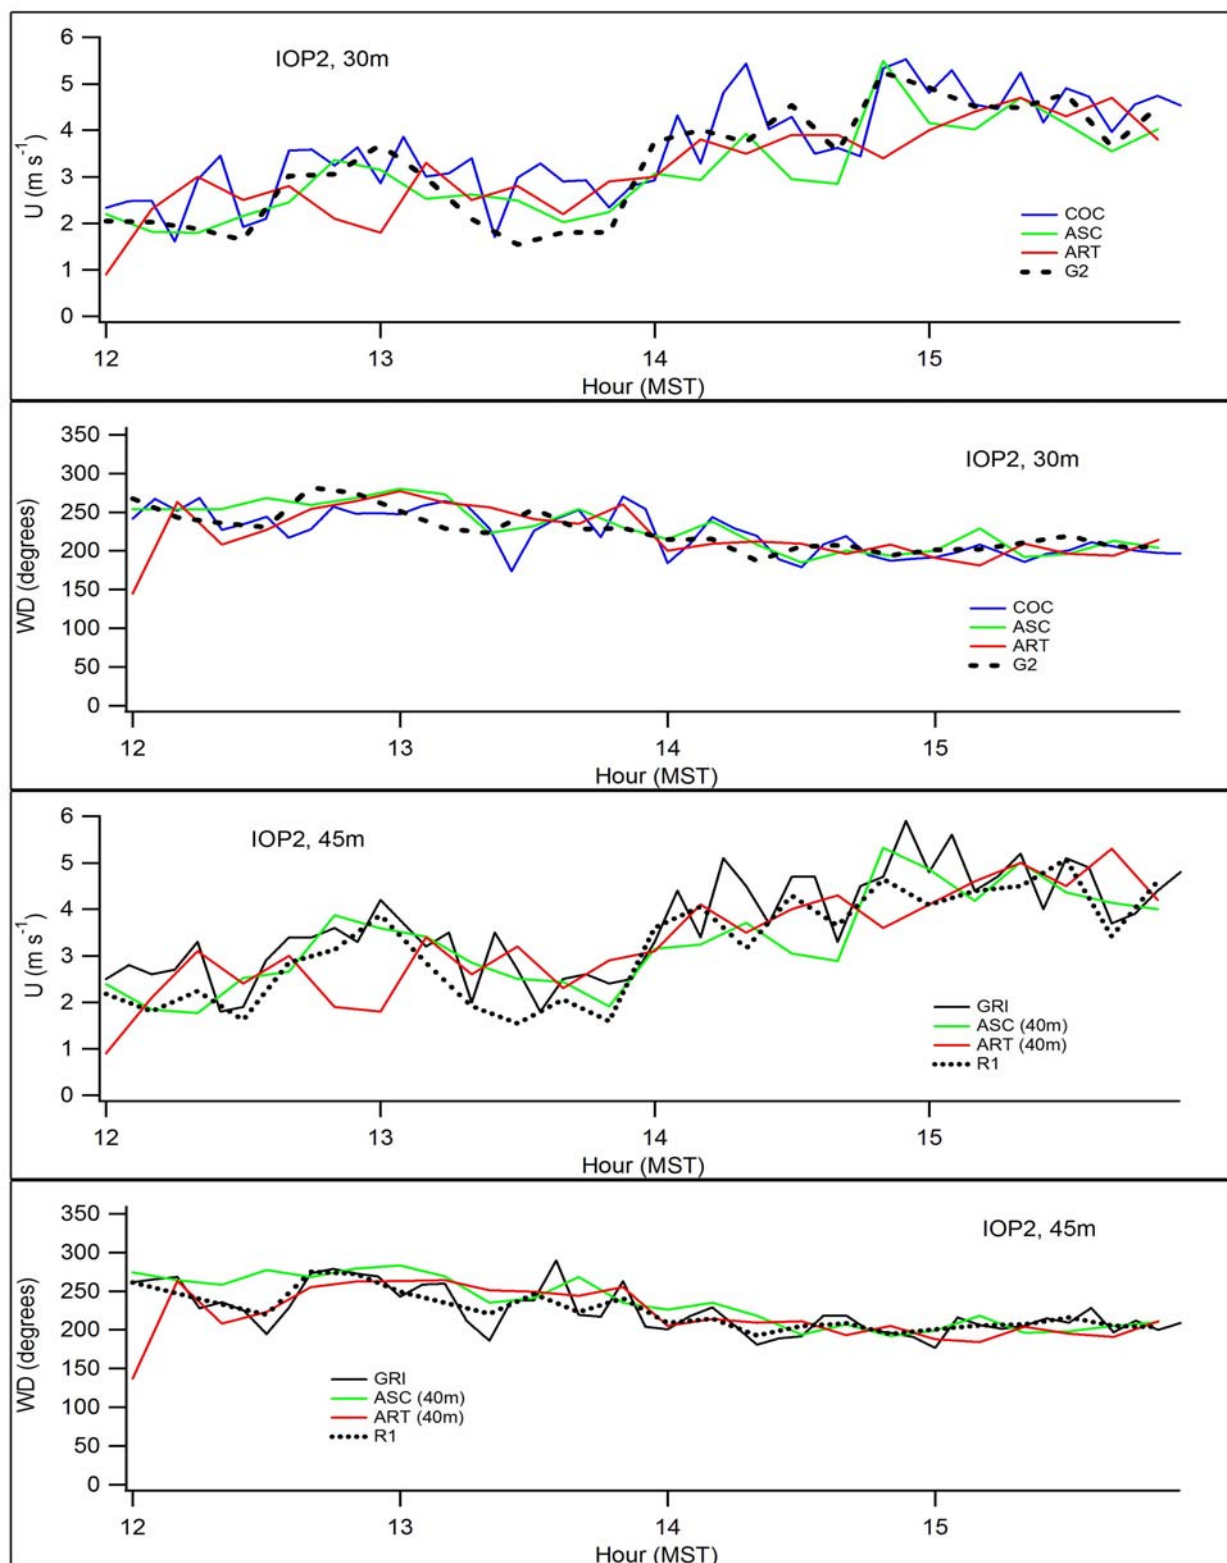 IOP2, 30m
6
5
4
3
2
1
0
U (m s⁻¹)
COC
ASC
ART
G2
12
13
14
15
Hour (MST)
350
300
250
200
150
100
50
0
WD (degrees)
IOP2, 30m
COC
ASC
ART
G2
12
13
14
15
Hour (MST)
6
5
4
3
2
1
0
U (m s⁻¹)
IOP2, 45m
GRI
ASC (40m)
ART (40m)
R1
12
13
14
15
Hour (MST)
350
300
250
200
150
100
50
0
WD (degrees)
IOP2, 45m
GRI
ASC (40m)
ART (40m)
R1
12
13
14
15
Hour (MST)